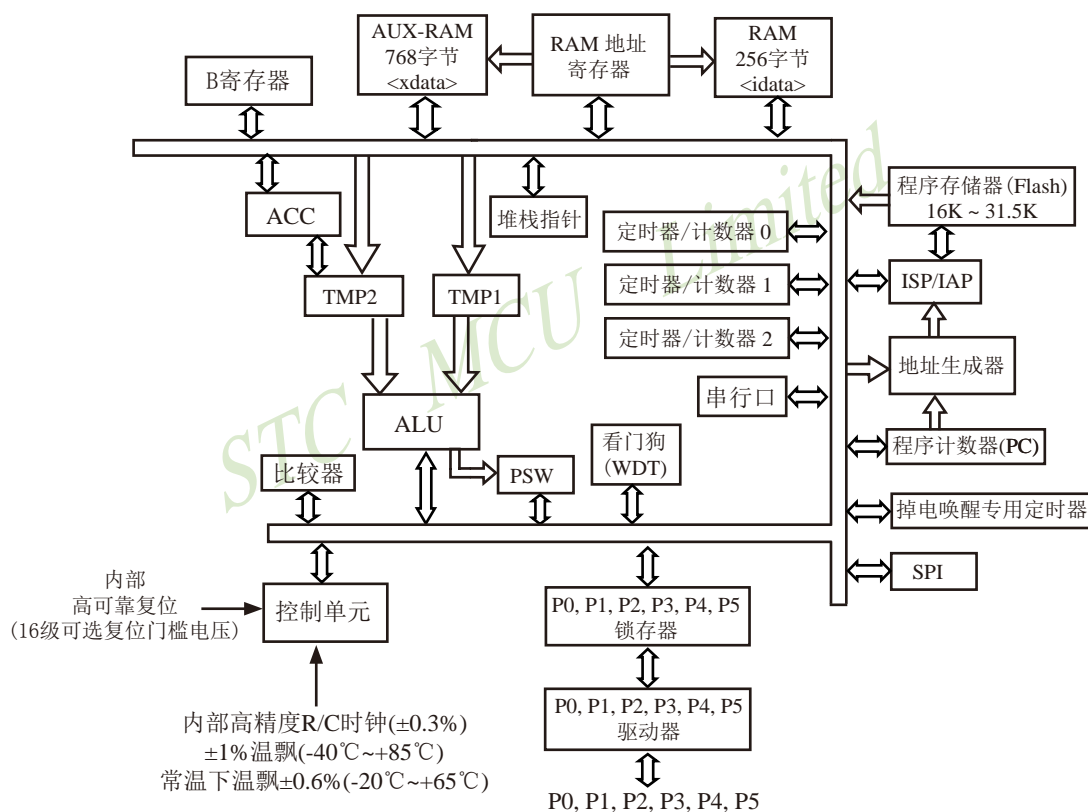 AUX-RAM
768字节
<xdata>
RAM 地址
寄存器
RAM
256字节
<idata>
B寄存器
ACC
堆栈指针
程序存储器(Flash)
16K ~ 31.5K
定时器/计数器 0
TMP2
TMP1
定时器/计数器 1
ISP/IAP
定时器/计数器 2
地址生成器
串行口
ALU
比较器
PSW
看门狗
(WDT)
程序计数器(PC)
掉电唤醒专用定时器
SPI
内部
高可靠复位
(16级可选复位门槛电压)
控制单元
P0, P1, P2, P3, P4, P5
锁存器
P0, P1, P2, P3, P4, P5
驱动器
内部高精度R/C时钟(±0.3%)
±1%温飘(-40℃~+85℃)
常温下温飘±0.6%(-20℃~+65℃)
P0, P1, P2, P3, P4, P5
STC MCU Limited